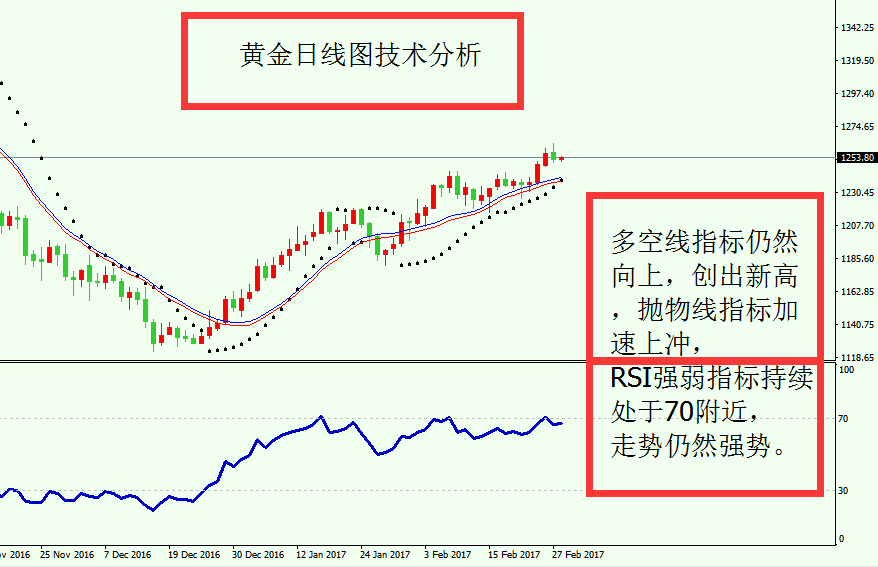 黄金日线图技术分析
1342.25
1319.50
1297.40
1274.65
1253.80
1230.45
1207.70
多空线指标仍然
向上，创出新高
，抛物线指标加
速上冲，
1185.60
1162.85
1140.75
1118.65
RSI强弱指标持续
处于70附近，
走势仍然强势。
100
70
30
0
25 Nov 2016
7 Dec 2016
19 Dec 2016
30 Dec 2016
12 Jan 2017
24 Jan 2017
3 Feb 2017
15 Feb 2017
27 Feb 2017